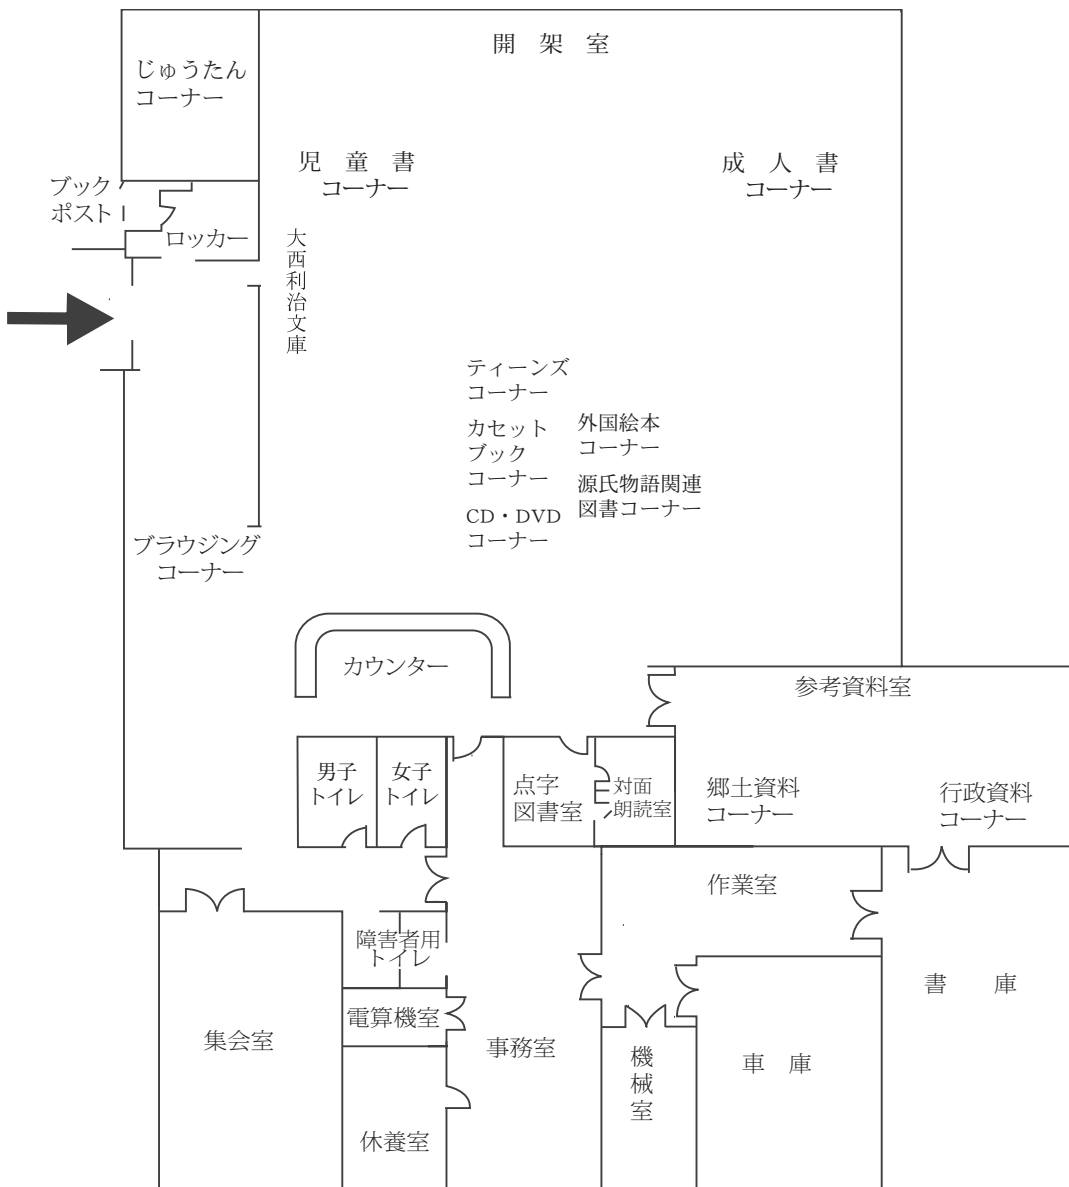 開　架　室
じゅうたん
コーナー
児　童　書
コーナー
成　人　書
コーナー
ブック
ポスト
ロッカー
大西利治文庫
ティーンズ
コーナー
カセット
ブック
コーナー
外国絵本
コーナー
源氏物語関連
図書コーナー
CD・DVD
コーナー
ブラウジング
コーナー
カウンター
参考資料室
男子
トイレ
女子
トイレ
点字
図書室
対面
朗読室
郷土資料
コーナー
行政資料
コーナー
作業室
障害者用
トイレ
書　　庫
電算機室
集会室
事務室
機械室
車　庫
休養室